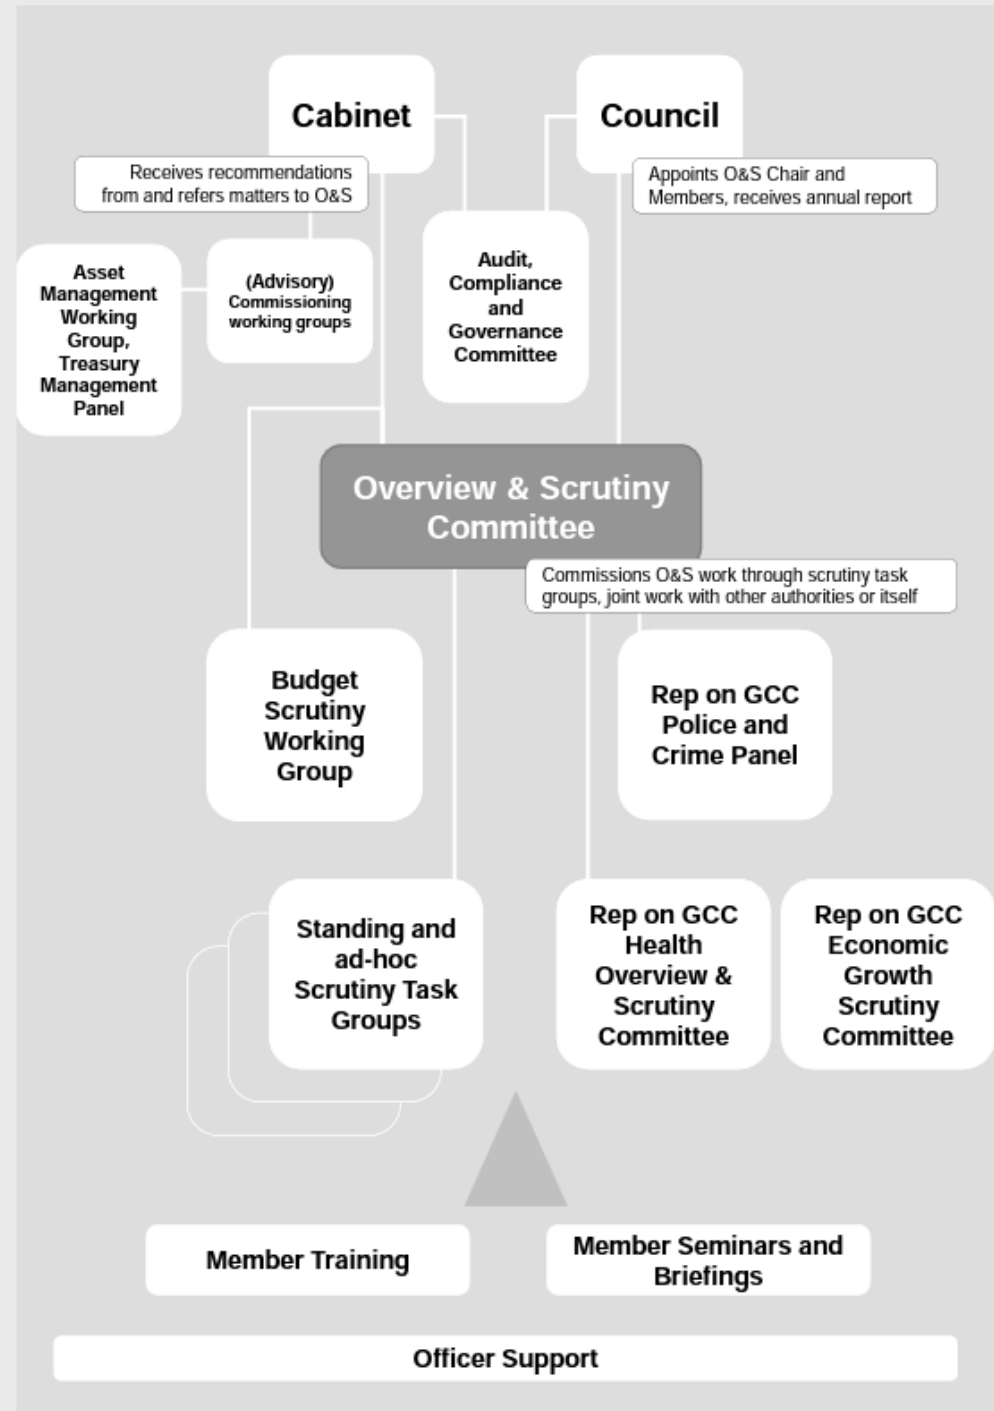 Cabinet
Council
Receives recommendations
from and refers matters to O&S
Appoints O&S Chair and
Members, receives annual report
Asset
Management
Working
Group,
Treasury
Management
Panel
(Advisory)
Commissioning
working groups
Audit,
Compliance
and
Governance
Committee
Overview & Scrutiny
Committee
Commissions O&S work through scrutiny task
groups, joint work with other authorities or itself
Budget
Scrutiny
Working
Group
Rep on GCC
Police and
Crime Panel
Standing and
ad-hoc
Scrutiny Task
Groups
Rep on GCC
Health
Overview &
Scrutiny
Committee
Rep on GCC
Economic
Growth
Scrutiny
Committee
Member Training
Member Seminars and
Briefings
Officer Support